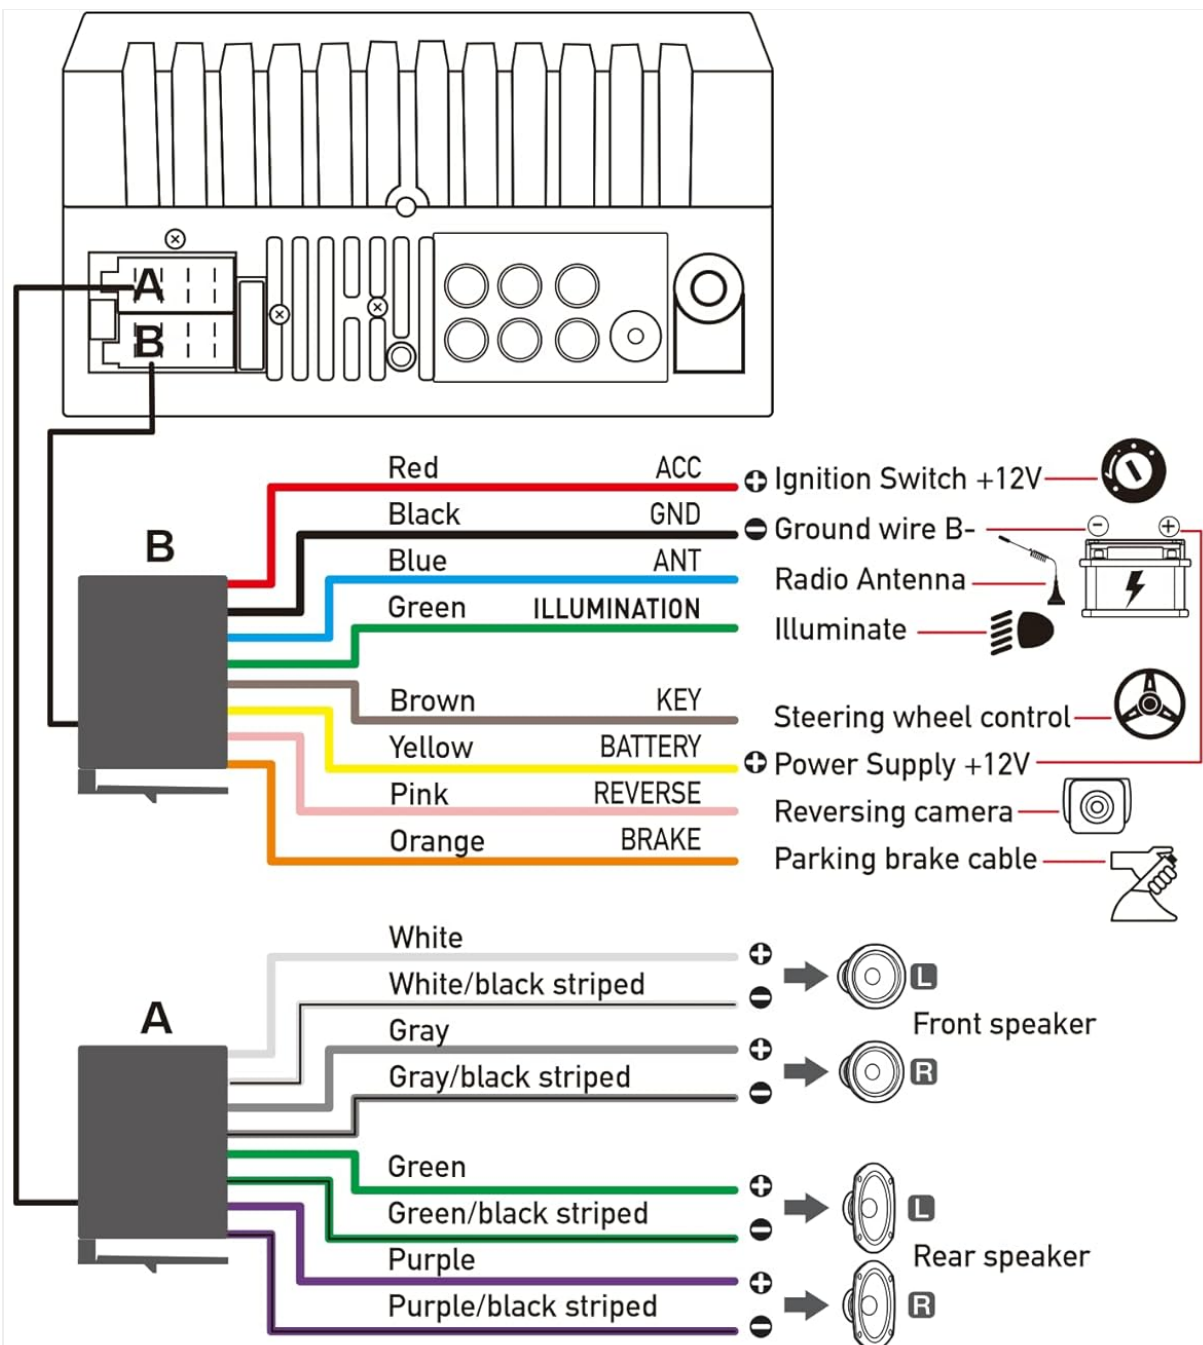 A
B
Red ACC Ignition Switch +12V
Black GND Ground wire B-
Blue ANT Radio Antenna
Green ILLUMINATION Illuminate
B
Brown KEY Steering wheel control
Yellow BATTERY Power Supply +12V
Pink REVERSE Reversing camera
Orange BRAKE Parking brake cable
White
White/black striped L
A
Front speaker
Gray
Gray/black striped R
Green
Green/black striped L
Rear speaker
Purple
Purple/black striped R